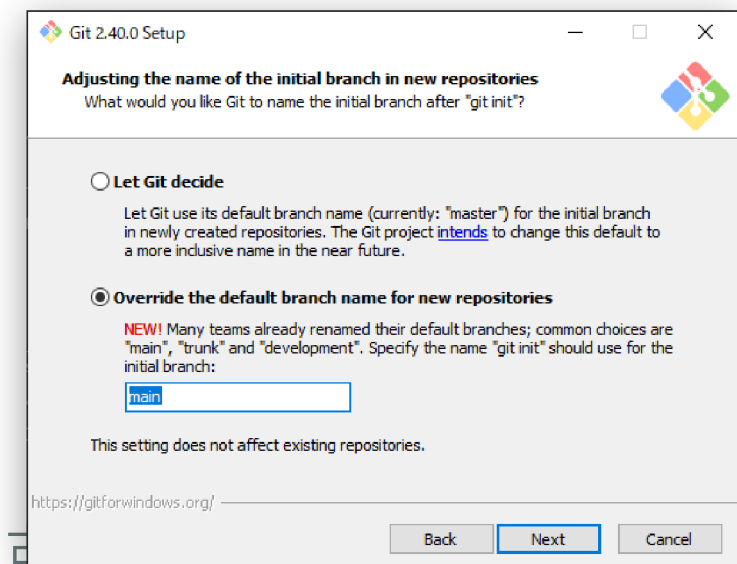 Git 2.40.0 Setup
Adjusting the name of the initial branch in new repositories
What would you like Git to name the initial branch after "git init"?
Let Git decide
Let Git use its default branch name (currently: "master") for the initial branch
in newly created repositories. The Git project intends to change this default to
a more inclusive name in the near future.
Override the default branch name for new repositories
NEW! Many teams already renamed their default branches; common choices are
"main", "trunk" and "development". Specify the name "git init" should use for the
initial branch:
main
This setting does not affect existing repositories.
https://gitforwindows.org/
Back
Next
Cancel